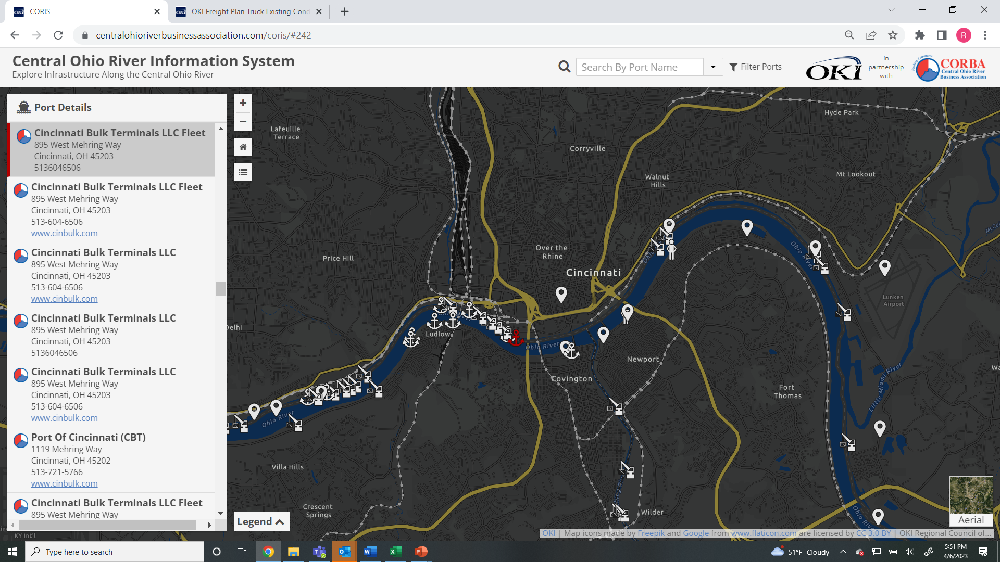 CORIS
OKI Freight Plan Truck Existing Cond
centralohioriverbusinessassociation.com/coris/#242
R
Central Ohio River Information System
Explore Infrastructure Along the Central Ohio River
Search By Port Name
Filter Ports
OKI
in
partnership
with
CORBA
Central Ohio River
Business Association
Port Details
Cincinnati Bulk Terminals LLC Fleet
895 West Mehring Way
Cincinnati, OH 45203
5136046506
Cincinnati Bulk Terminals LLC Fleet
895 West Mehring Way
Cincinnati, OH 45203
513-604-6506
www.cinbulk.com
Cincinnati Bulk Terminals LLC
895 West Mehring Way
Cincinnati, OH 45203
513-604-6506
www.cinbulk.com
Cincinnati Bulk Terminals LLC
895 West Mehring Way
Cincinnati, OH 45203
5136046506
Cincinnati Bulk Terminals LLC
895 West Mehring Way
Cincinnati, OH 45203
513-604-6506
www.cinbulk.com
Port Of Cincinnati (CBT)
1119 Mehring Way
Cincinnati, OH 45202
513-721-5766
www.cinbulk.com
Cincinnati Bulk Terminals LLC Fleet
895 West Mehring Way
Lafeuille
Terrace
Hyde Park
Corryville
Walnut
Hills
Mt Lookout
Price Hill
Over the
Rhine
Cincinnati
Ohio River
Lunken
Airport
Delhi
Ludlow
Ohio River
Newport
Covington
Fort
Thomas
Little Miami River
Ohio River
Villa Hills
Crescent
Springs
Wilder
Ohio River
KY Int'l
Legend
Aerial
OKI | Map icons made by Freepik and Google from www.flaticon.com are licensed by CC 3.0 BY | OKI Regional Council of...
Type here to search
51°F Cloudy
5:51 PM
4/6/2023